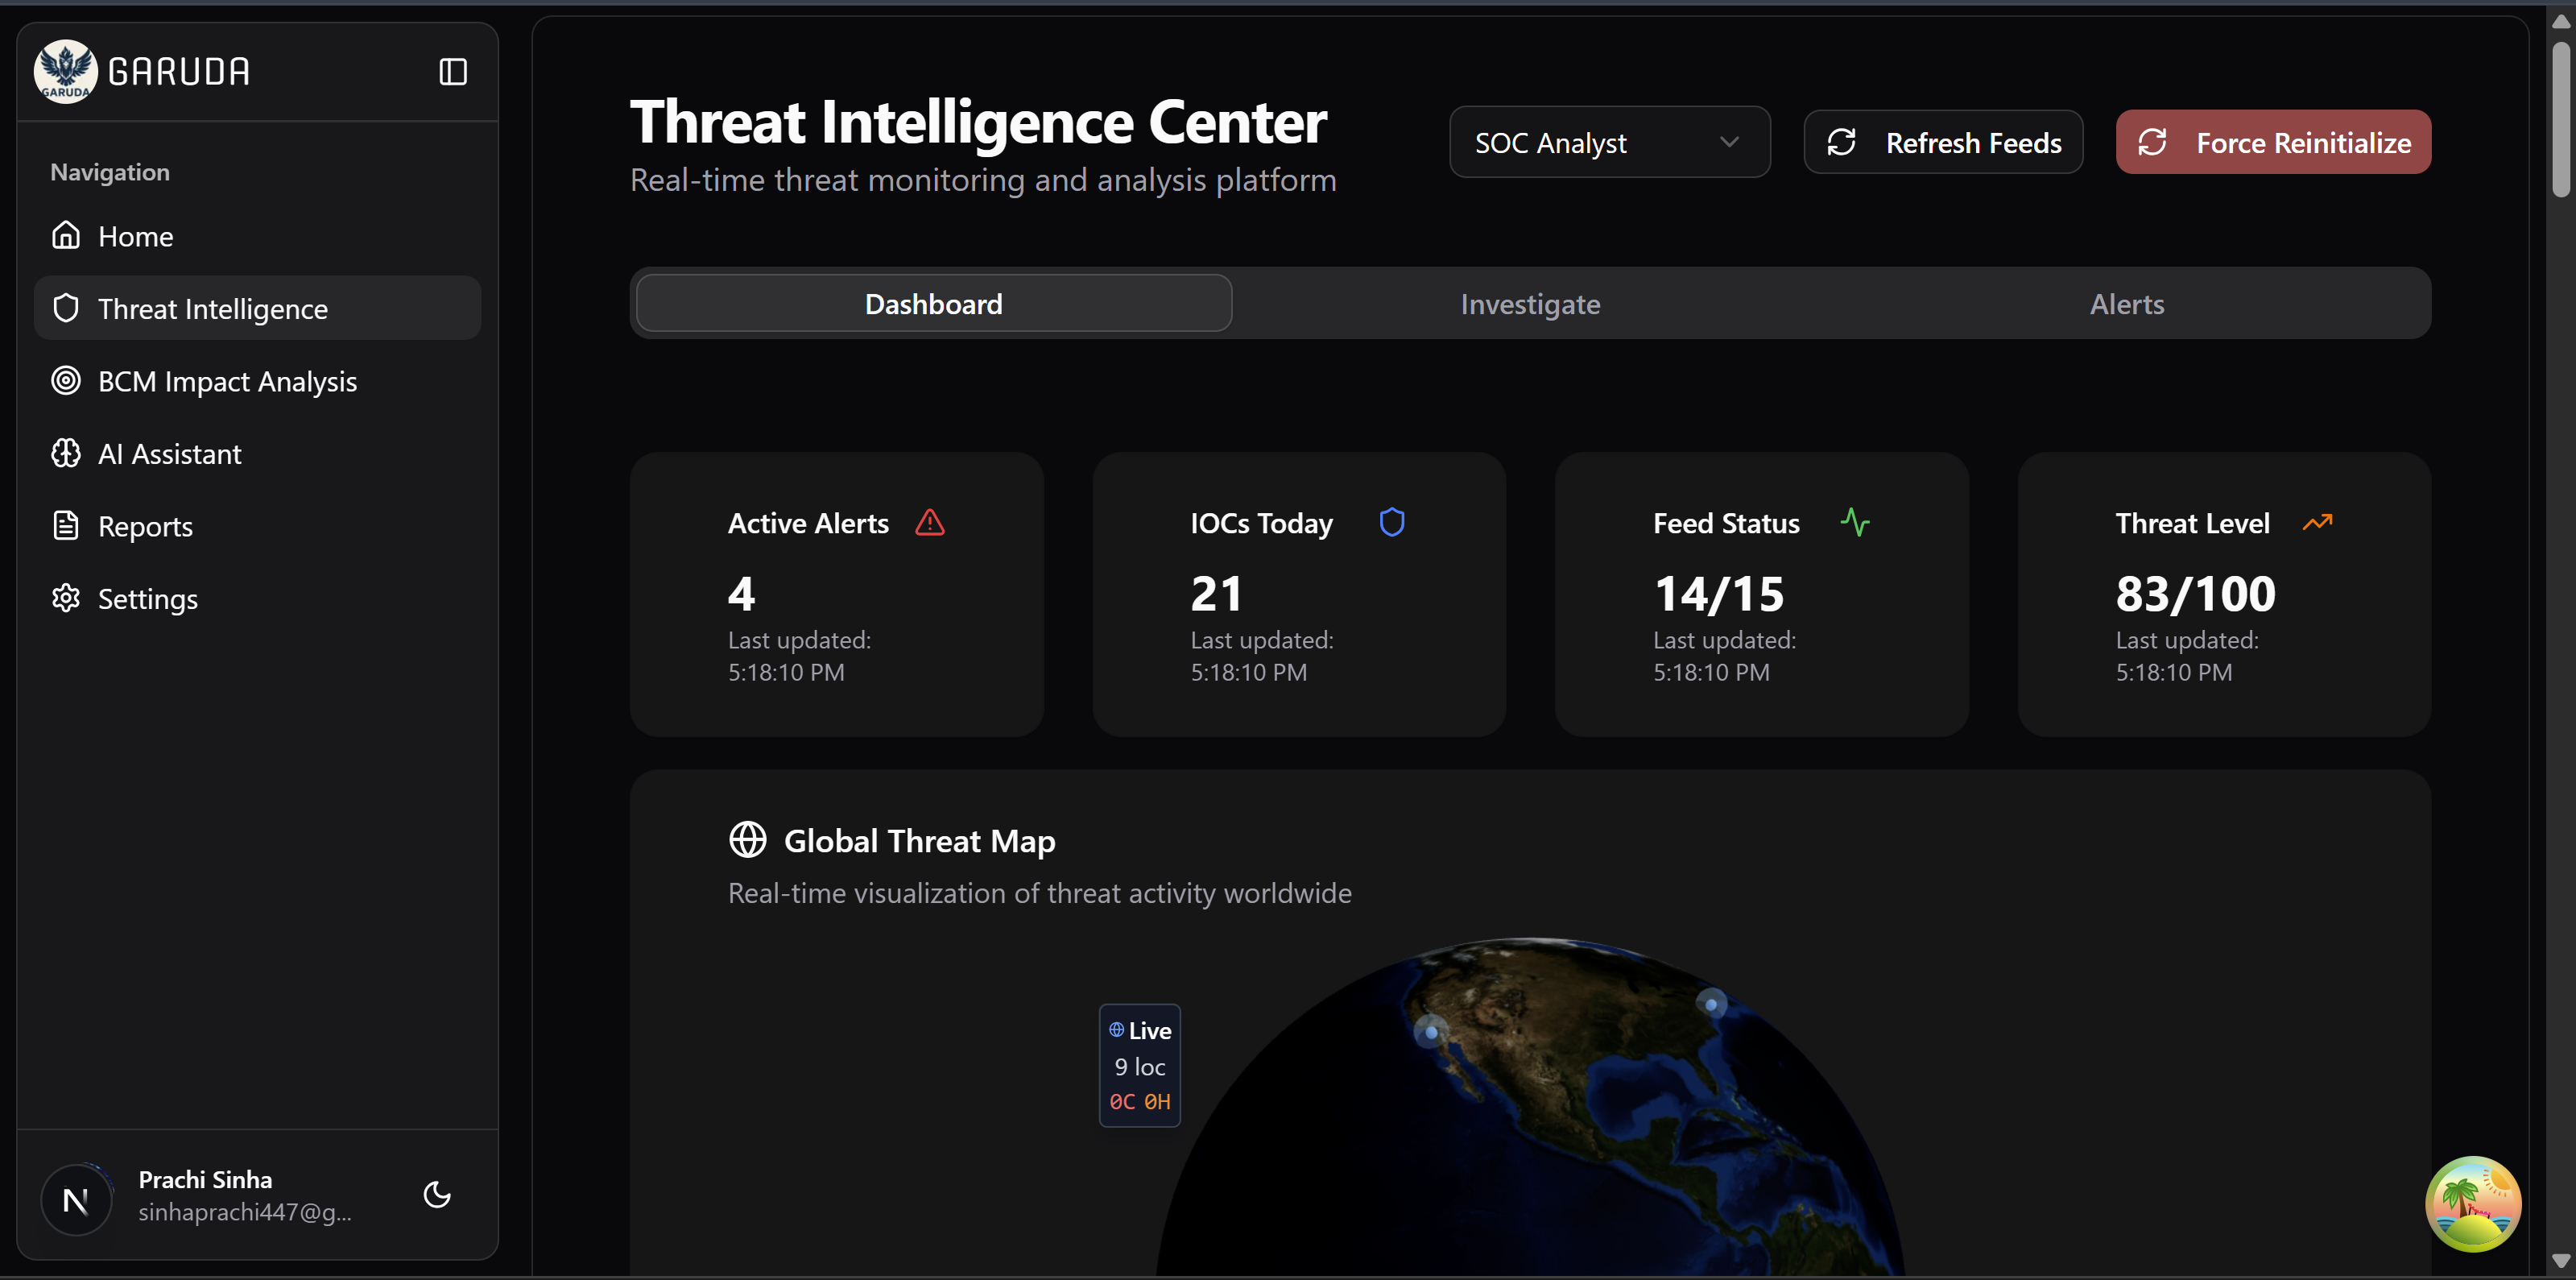 GARUDA
GARUDA
Navigation
Home
Threat Intelligence
BCM Impact Analysis
AI Assistant
Reports
Settings
N
Prachi Sinha
sinhaprachi447@g...
Threat Intelligence Center
Real-time threat monitoring and analysis platform
SOC Analyst
Refresh Feeds
Force Reinitialize
Dashboard
Investigate
Alerts
Active Alerts
4
Last updated:
5:18:10 PM
IOCs Today
21
Last updated:
5:18:10 PM
Feed Status
14/15
Last updated:
5:18:10 PM
Threat Level
83/100
Last updated:
5:18:10 PM
Global Threat Map
Real-time visualization of threat activity worldwide
Live
9 loc
0C 0H